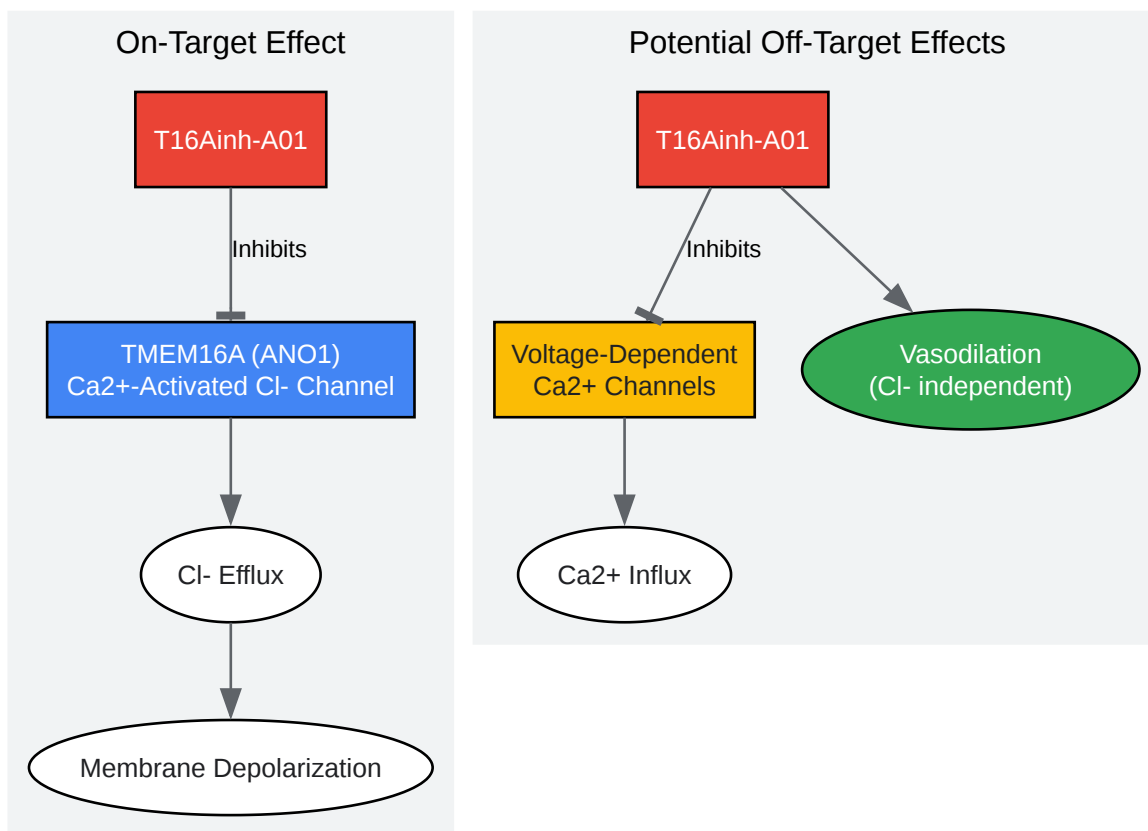 On-Target Effect
T16Ainh-A01
Inhibits
TMEM16A (ANO1)
Ca2+-Activated Cl- Channel
Cl- Efflux
Membrane Depolarization
Potential Off-Target Effects
T16Ainh-A01
Inhibits
Voltage-Dependent
Ca2+ Channels
Vasodilation
(Cl- independent)
Ca2+ Influx